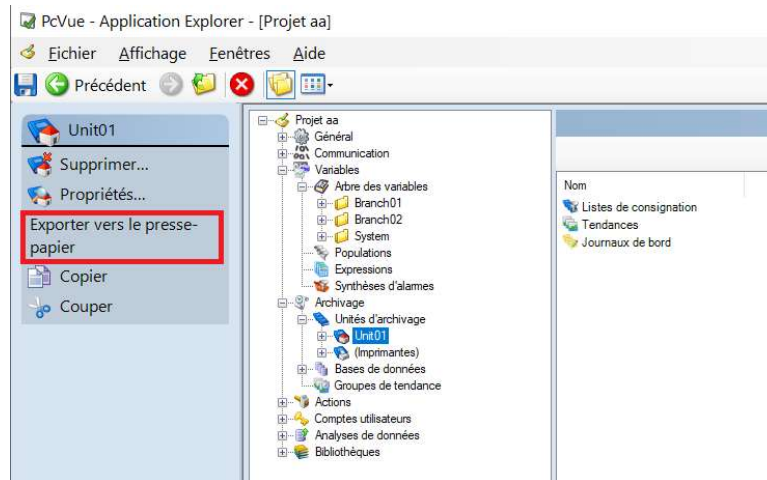 PcVue - Application Explorer - [Projet aa]
Fichier Affichage Fenêtres Aide
Précédent
Unit01
Supprimer...
Propriétés...
Exporter vers le presse-
papier
Copier
Couper
Projet aa
Général
Communication
Variables
Arbre des variables
Branch01
Branch02
System
Populations
Expressions
Synthèses d'alarmes
Archivage
Unités d'archivage
Unit01
(Imprimantes)
Bases de données
Groupes de tendance
Actions
Comptes utilisateurs
Analyses de données
Bibliothèques
Nom
Listes de consignation
Tendances
Journaux de bord